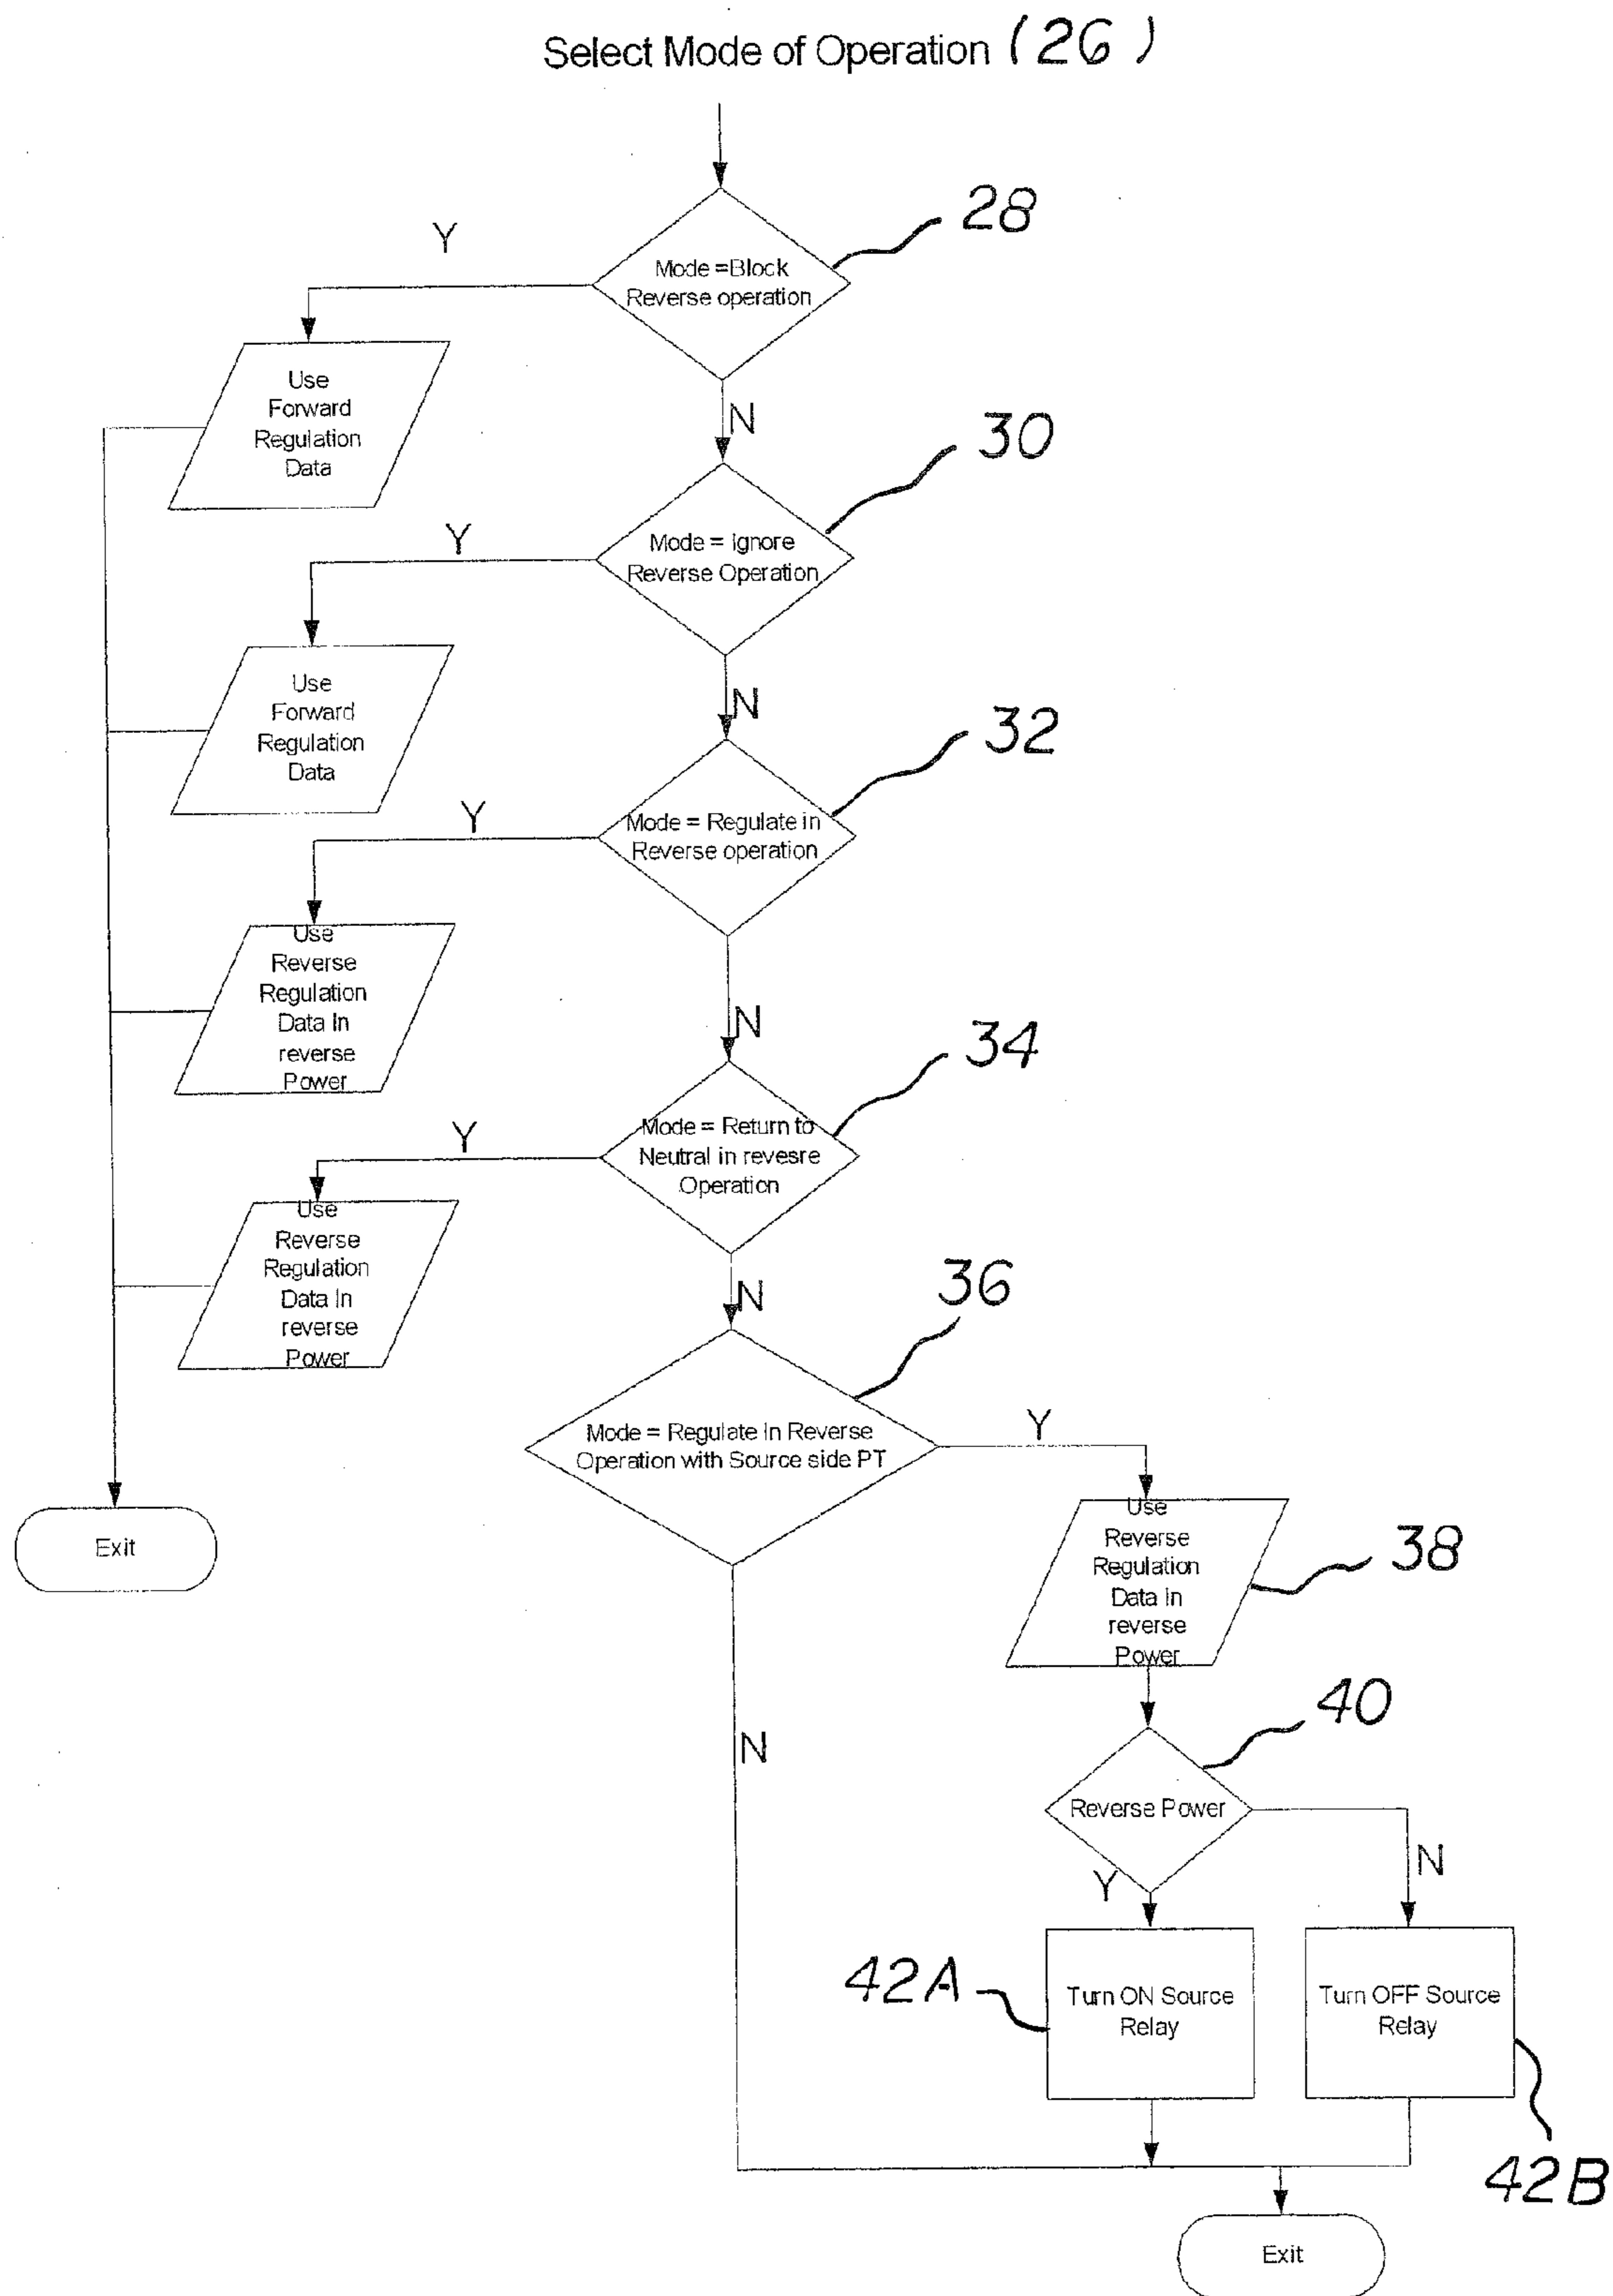 Select Mode of Operation (26)
28
Y
Mode =Block
Reverse operation
Use
Forward
Regulation
Data
N
30
Y
Mode = Ignore
Reverse Operation
Use
Forward
Regulation
Data
N
32
Y
Mode = Regulate in
Reverse operation
Use
Reverse
Regulation
Data In
reverse
Power
N
34
Y
Mode = Return to
Neutral in revesre
Operation
Use
Reverse
Regulation
Data In
reverse
Power
N
36
Mode = Regulate In Reverse
Operation with Source side PT
Y
Exit
Use
Reverse
Regulation
Data In
reverse
Power
38
40
N
Reverse Power
Y
N
42A
Turn ON Source
Relay
Turn OFF Source
Relay
42B
Exit